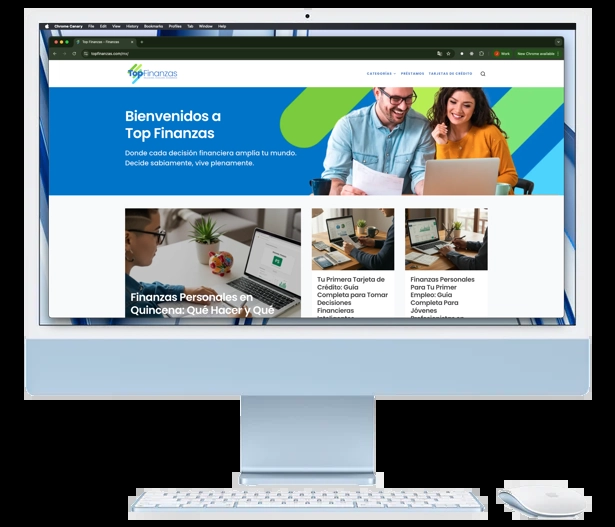 Chrome Canary File Edit View History Bookmarks Profiles Tab Window Help
Top Finanzas - Finanzas
topfinanzas.com/mx/
Work
New Chrome available
TopFinanzas
CATEGORÍAS
PRÉSTAMOS
TARJETAS DE CRÉDITO
Bienvenidos a
Top Finanzas
Donde cada decisión financiera amplía tu mundo.
Decide sabiamente, vive plenamente.
Finanzas Personales en
Quincena: Qué Hacer y Qué
Tu Primera Tarjeta de
Crédito: Guía
Completa para Tomar
Decisiones
Financieras
Inteligentes
Finanzas Personales
Para Tu Primer
Empleo: Guía
Completa Para
Jóvenes
Profesionistas en